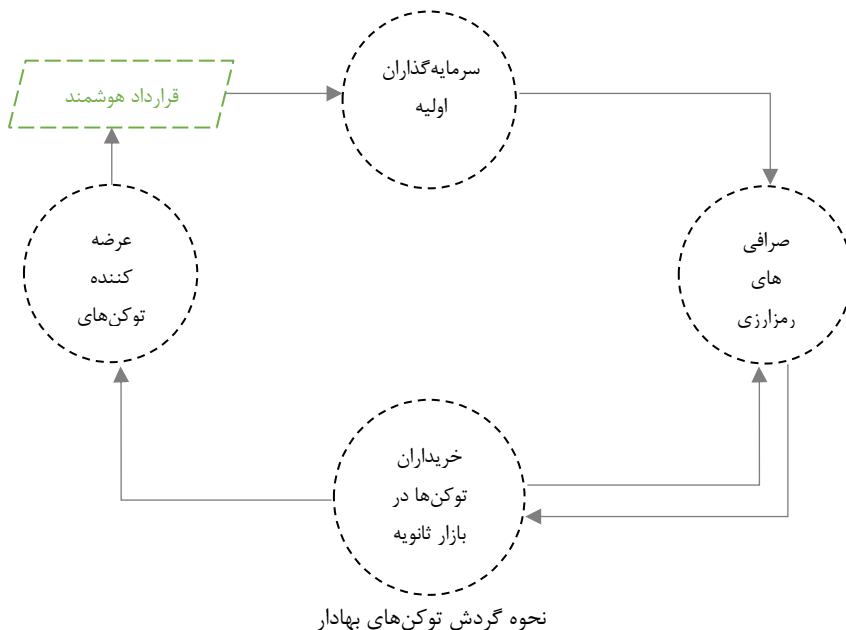 سرمایه‌گذاران
اولیه
قرارداد هوشمند
صرافی
های
رمزارزی
عرضه
کننده
توکن‌های
خریداران
توکن‌ها در
بازار ثانویه
نحوه گردش توکن‌های بهادار